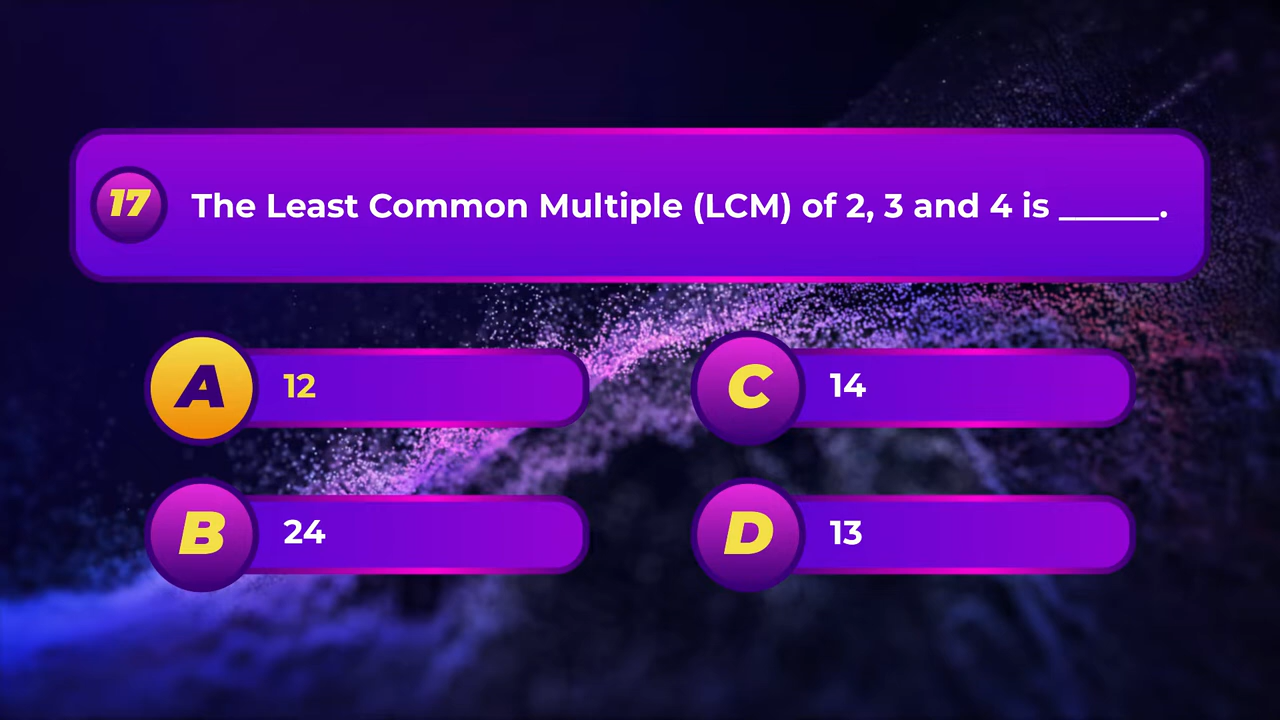 17 The Least Common Multiple (LCM) of 2, 3 and 4 is ______.
A 12
B 24
C 14
D 13